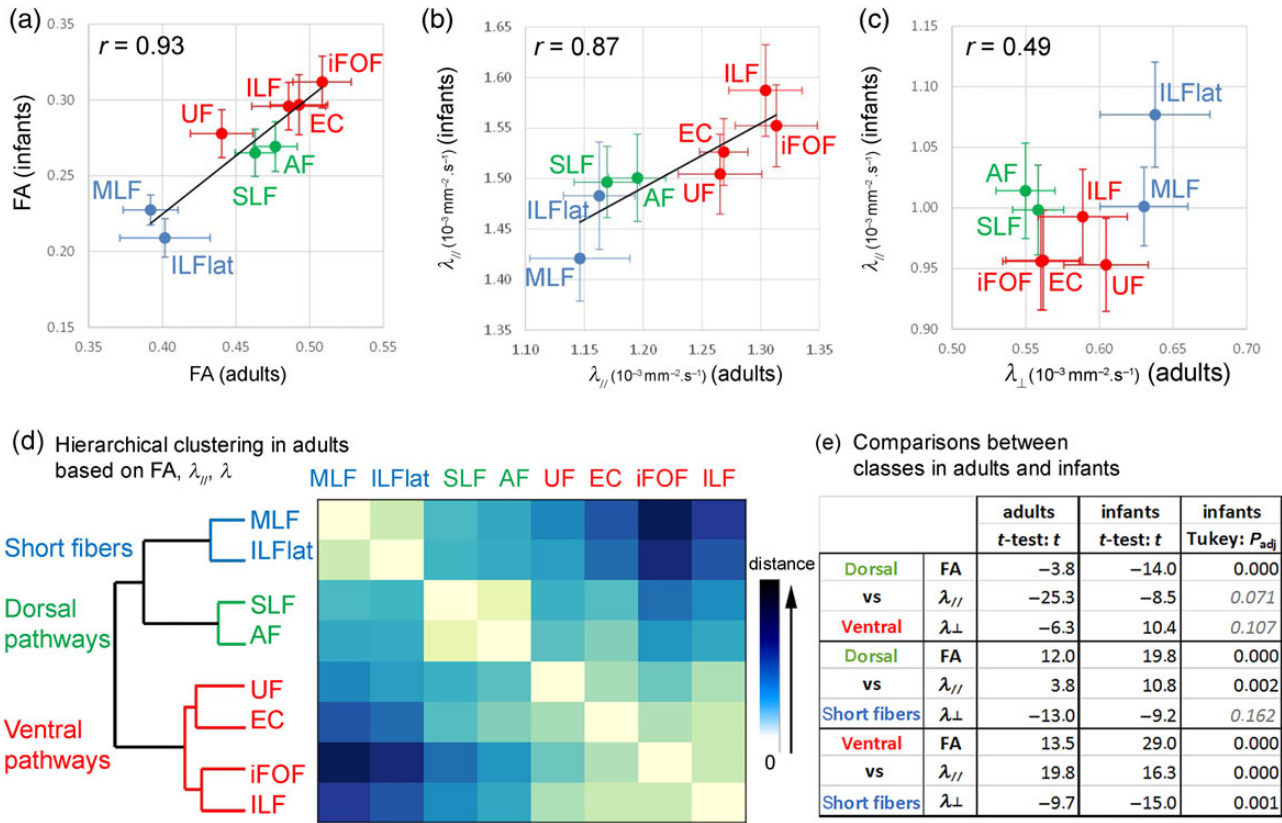 (a)
r = 0.93
FA (infants)
0.35
0.30
0.25
0.20
0.15
iFOF
ILF
EC
UF
AF
SLF
MLF
ILFlat
0.35 0.40 0.45 0.50 0.55
FA (adults)
(b)
r = 0.87
λ// (10⁻³ mm⁻².s⁻¹) (infants)
1.65
1.60
1.55
1.50
1.45
1.40
1.35
ILF
iFOF
EC
UF
SLF
AF
ILFlat
MLF
1.10 1.15 1.20 1.25 1.30 1.35
λ// (10⁻³ mm⁻².s⁻¹) (adults)
(c)
r = 0.49
λ// (10⁻³ mm⁻².s⁻¹) (infants)
1.15
1.10
1.05
1.00
0.95
0.90
ILFlat
AF
SLF
ILF
MLF
iFOF
EC
UF
0.50 0.55 0.60 0.65 0.70
λ⊥ (10⁻³ mm⁻².s⁻¹) (adults)
(d) Hierarchical clustering in adults
based on FA, λ//, λ
MLF ILFlat SLF AF UF EC iFOF ILF
Short fibers
MLF
ILFlat
Dorsal
pathways
SLF
AF
Ventral
pathways
UF
EC
iFOF
ILF
distance
0
(e) Comparisons between
classes in adults and infants
adults infants infants
t-test: t t-test: t Tukey: Padj
Dorsal FA −3.8 −14.0 0.000
vs λ// −25.3 −8.5 0.071
Ventral λ⊥ −6.3 10.4 0.107
Dorsal FA 12.0 19.8 0.000
vs λ// 3.8 10.8 0.002
Short fibers λ⊥ −13.0 −9.2 0.162
Ventral FA 13.5 29.0 0.000
vs λ// 19.8 16.3 0.000
Short fibers λ⊥ −9.7 −15.0 0.001